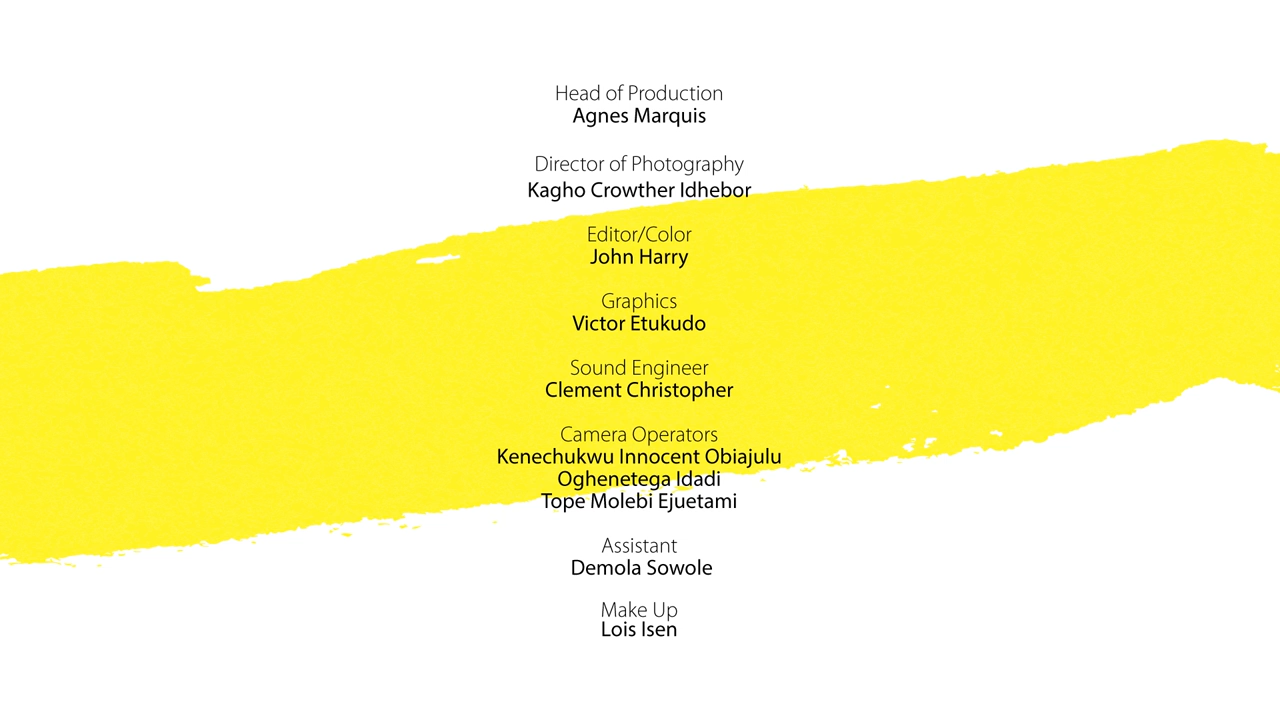 Head of Production
Agnes Marquis
Director of Photography
Kagho Crowther Idhebor
Editor/Color
John Harry
Graphics
Victor Etukudo
Sound Engineer
Clement Christopher
Camera Operators
Kenechukwu Innocent Obiajulu
Oghenetega Idadi
Tope Molebi Ejuetami
Assistant
Demola Sowole
Make Up
Lois Isen